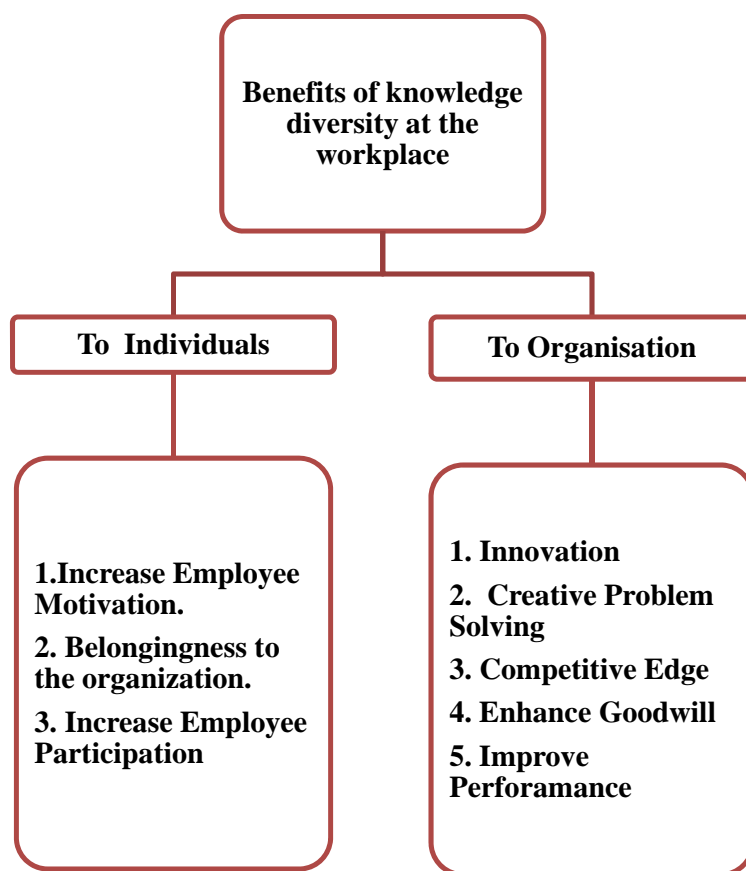 Benefits of knowledge
diversity at the
workplace
To Individuals
To Organisation
1.Increase Employee
Motivation.
2. Belongingness to
the organization.
3. Increase Employee
Participation
1. Innovation
2. Creative Problem
Solving
3. Competitive Edge
4. Enhance Goodwill
5. Improve
Perforamance